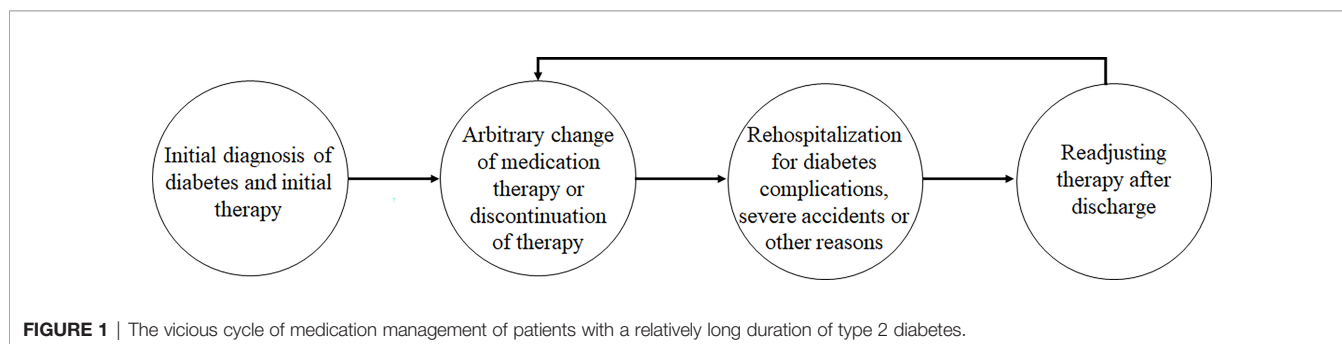 Initial diagnosis of
diabetes and initial
therapy
Arbitrary change
of medication
therapy or
discontinuation
of therapy
Rehospitalization
for diabetes
complications,
severe accidents or
other reasons
Readjusting
therapy after
discharge
FIGURE 1 | The vicious cycle of medication management of patients with a relatively long duration of type 2 diabetes.